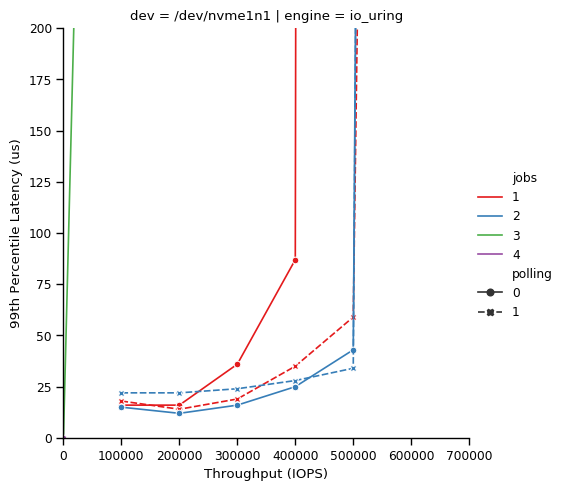 dev = /dev/nvme1n1 | engine = io_uring
200
175
150
125
100
75
50
25
0
99th Percentile Latency (us)
0 100000 200000 300000 400000 500000 600000 700000
Throughput (IOPS)
jobs
1
2
3
4
polling
0
1